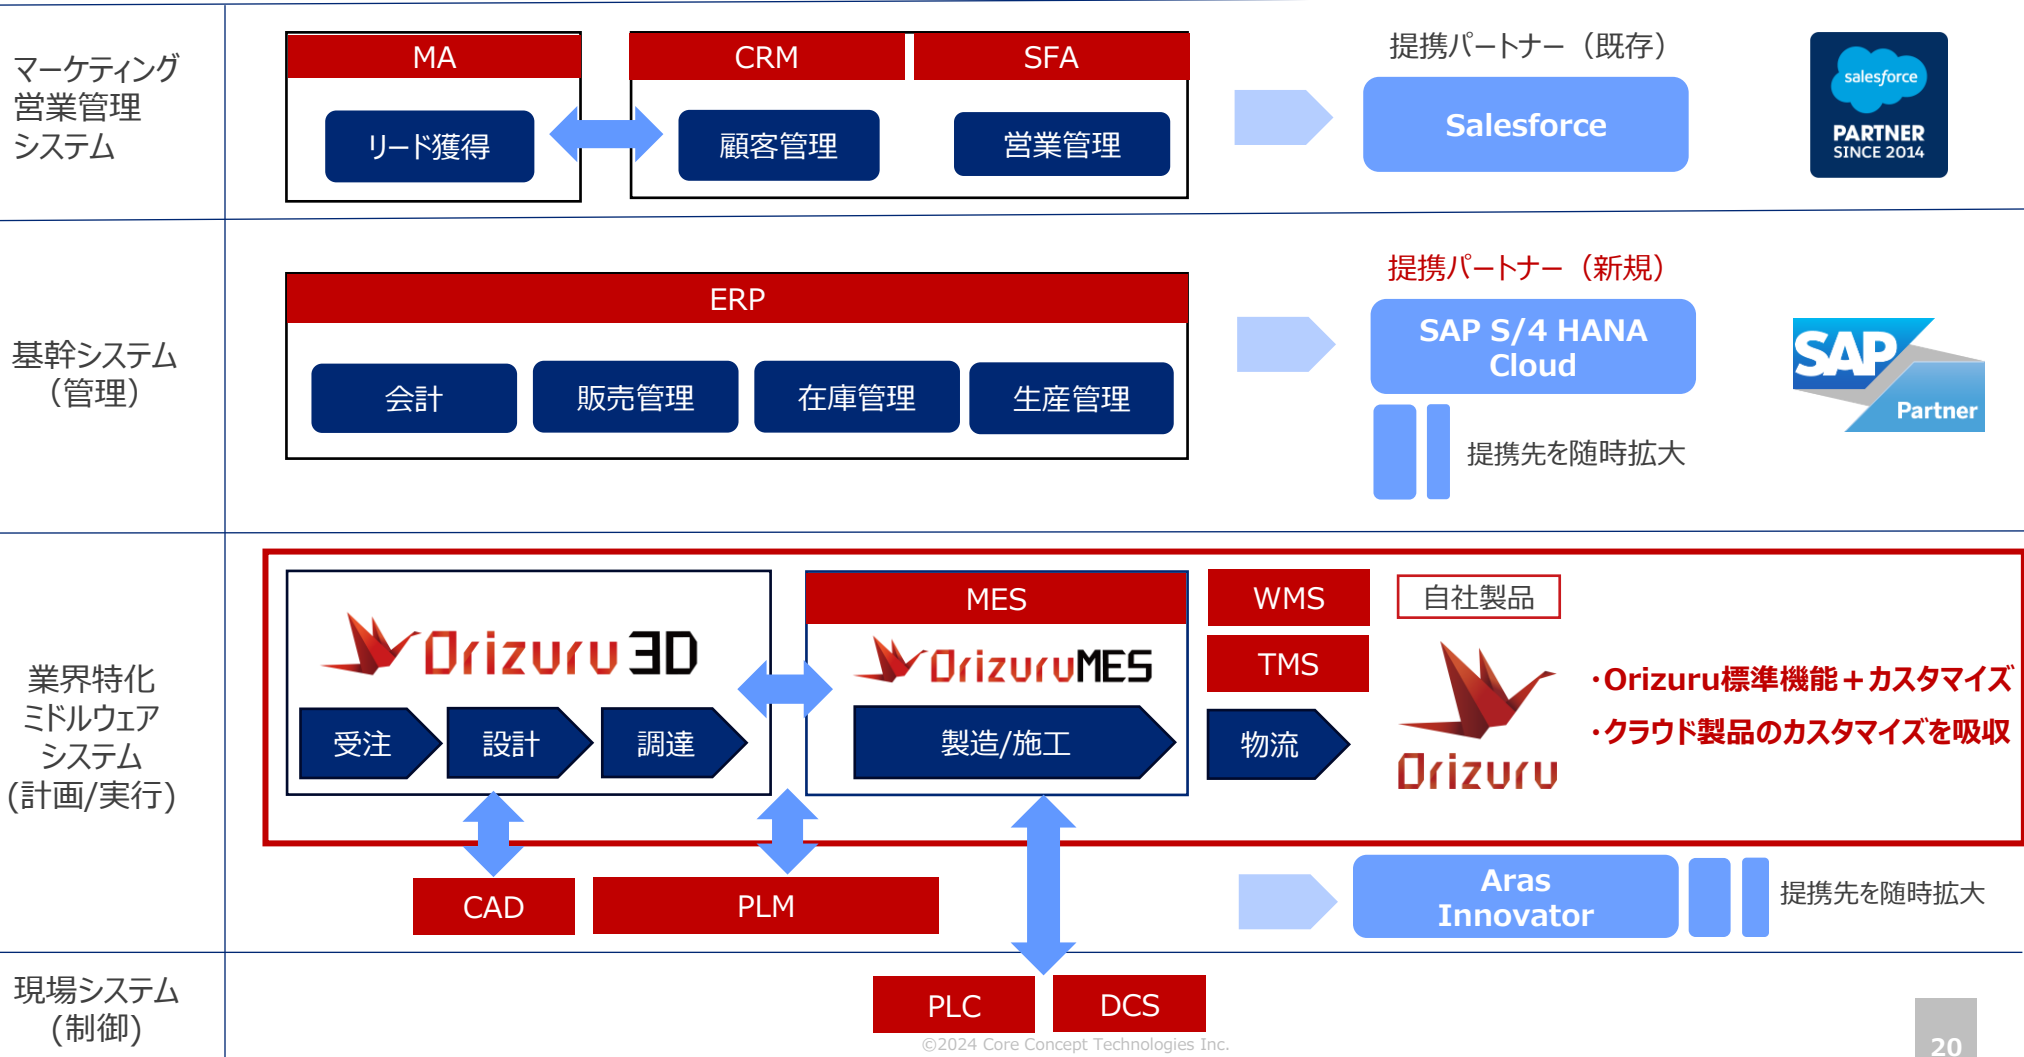 マーケティング
営業管理
システム
MA
CRM
SFA
リード獲得
顧客管理
営業管理
提携パートナー（既存）
Salesforce
salesforce
PARTNER
SINCE 2014
基幹システム
（管理）
ERP
会計
販売管理
在庫管理
生産管理
提携パートナー（新規）
SAP S/4 HANA
Cloud
提携先を随時拡大
SAP
Partner
業界特化
ミドルウェア
システム
(計画/実行)
Orizuru 3D
受注
設計
調達
MES
OrizuruMES
製造/施工
WMS
TMS
物流
自社製品
Orizuru
・Orizuru標準機能＋カスタマイズ
・クラウド製品のカスタマイズを吸収
CAD
PLM
Aras
Innovator
提携先を随時拡大
現場システム
(制御)
PLC
DCS
©2024 Core Concept Technologies Inc.
20